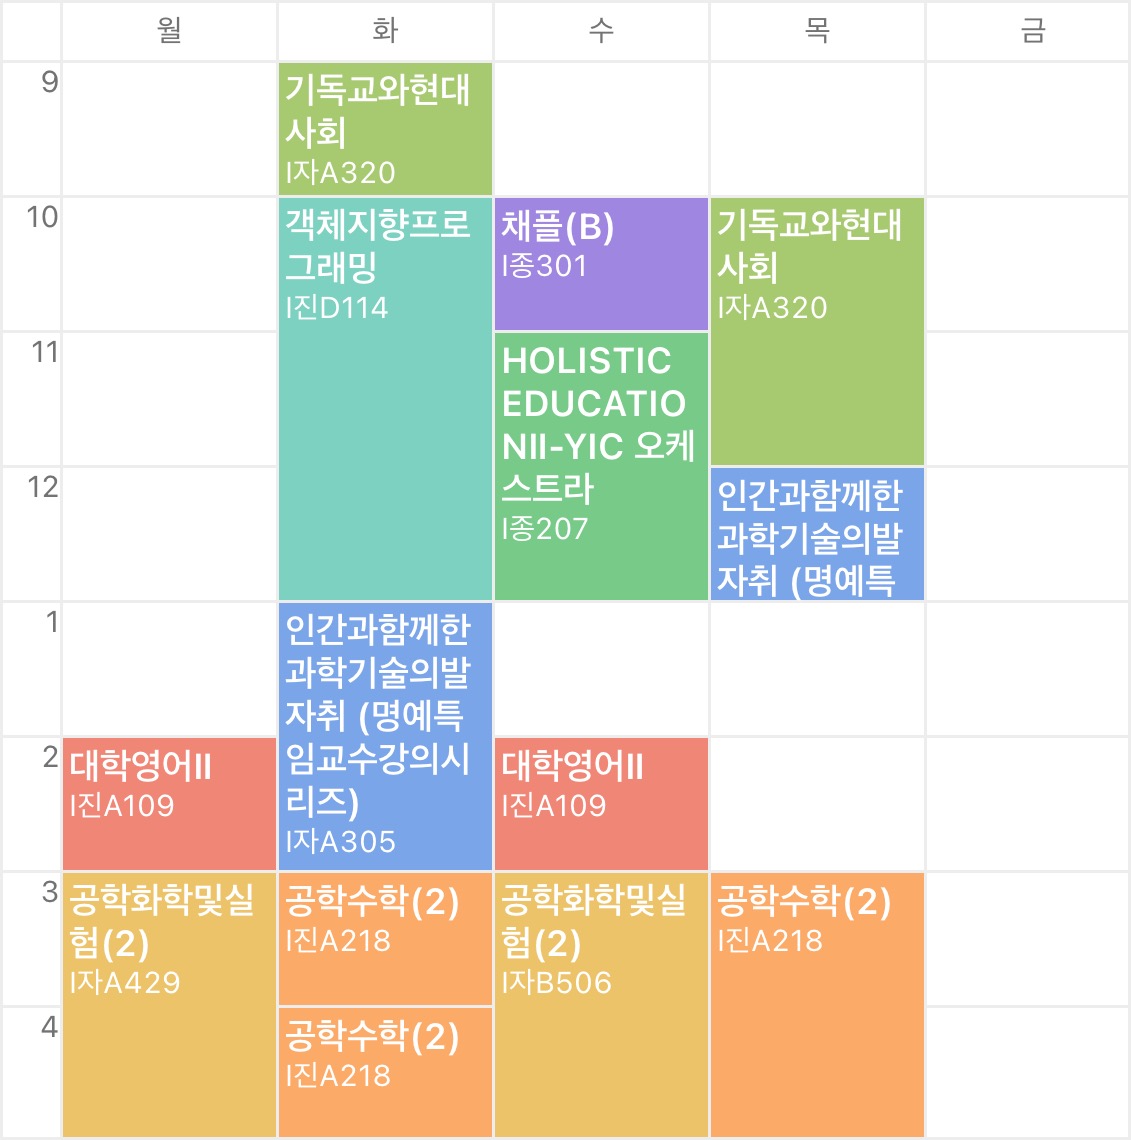 월 화 수 목 금
9
기독교와현대
사회
I자A320
10
객체지향프로
그래밍
I진D114
채플(B)
I종301
기독교와현대
사회
I자A320
11
HOLISTIC
EDUCATIO
NII-YIC 오케
스트라
I종207
12
인간과함께한
과학기술의발
자취 (명예특
1
인간과함께한
과학기술의발
자취 (명예특
임교수강의시
리즈)
I자A305
2
대학영어II
I진A109
대학영어II
I진A109
3
공학화학및실
험(2)
I자A429
공학수학(2)
I진A218
공학화학및실
험(2)
I자B506
공학수학(2)
I진A218
4
공학수학(2)
I진A218